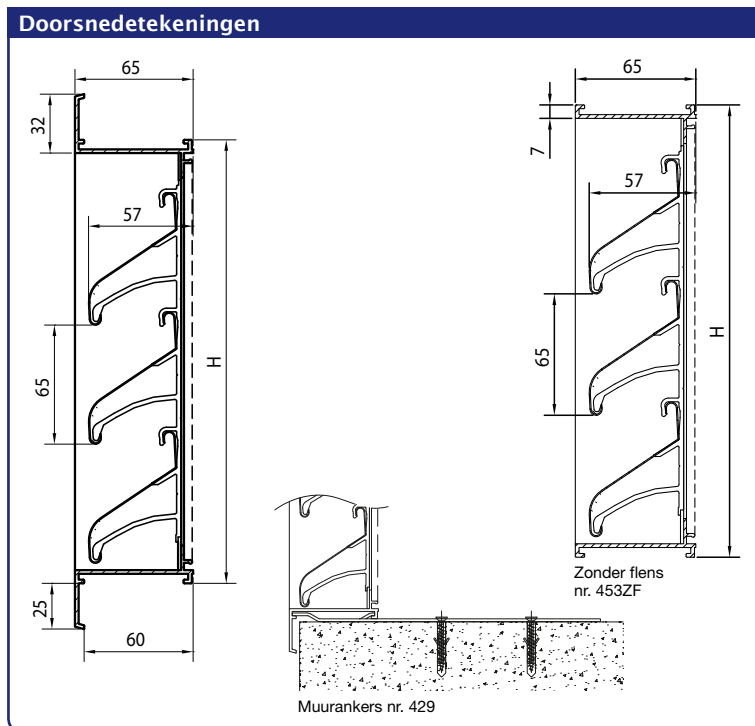 Doorsnedetekeningen
65
32
57
65
H
25
60
65
7
57
65
H
Zonder flens
nr. 453ZF
Muurankers nr. 429